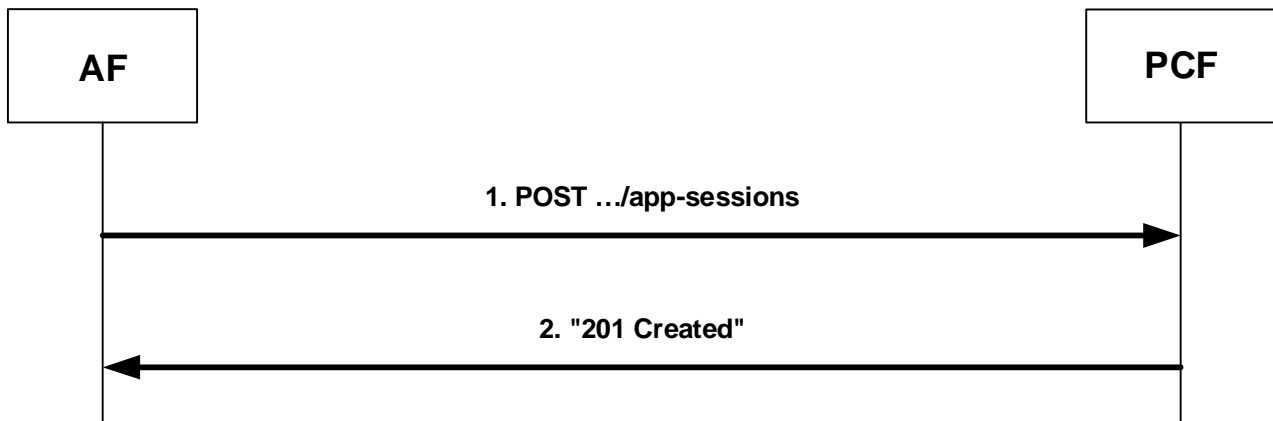 AF
PCF
1. POST …/app-sessions
2. "201 Created"